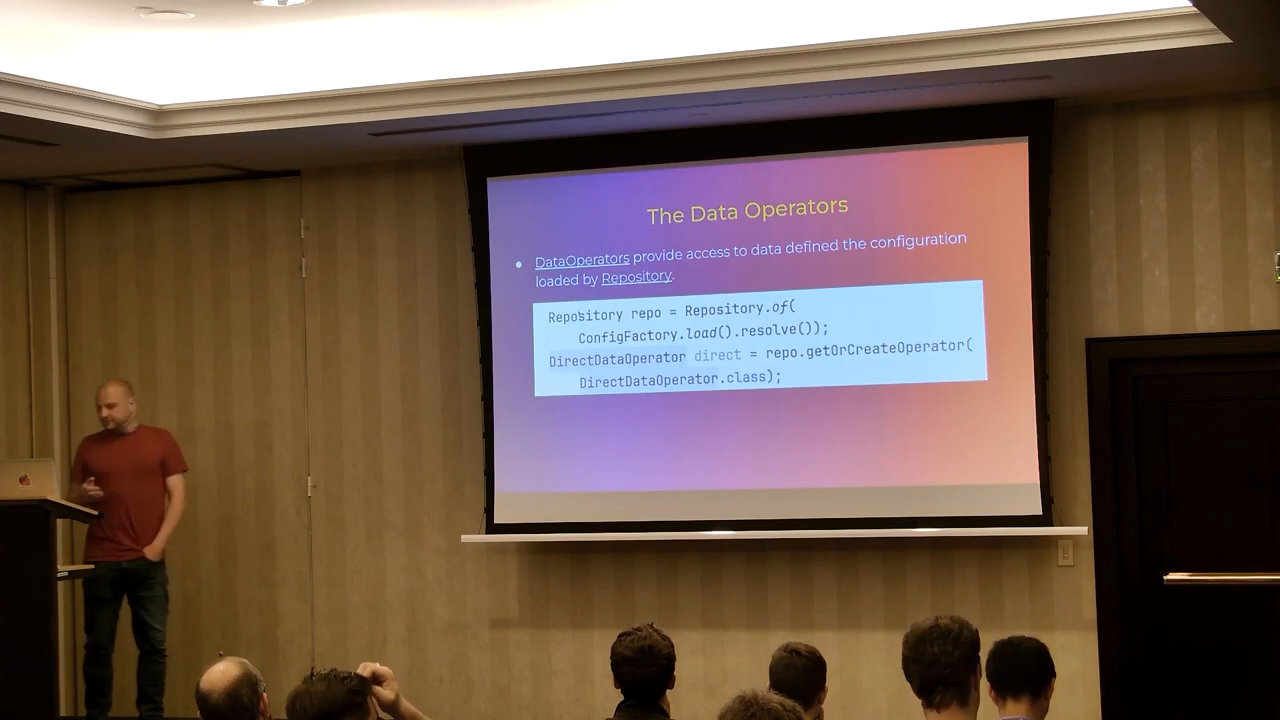 The Data Operators
• DataOperators provide access to data defined the configuration
loaded by Repository.
Repository repo = Repository.of(
ConfigFactory.load().resolve());
DirectDataOperator direct = repo.getOrCreateOperator(
DirectDataOperator.class);